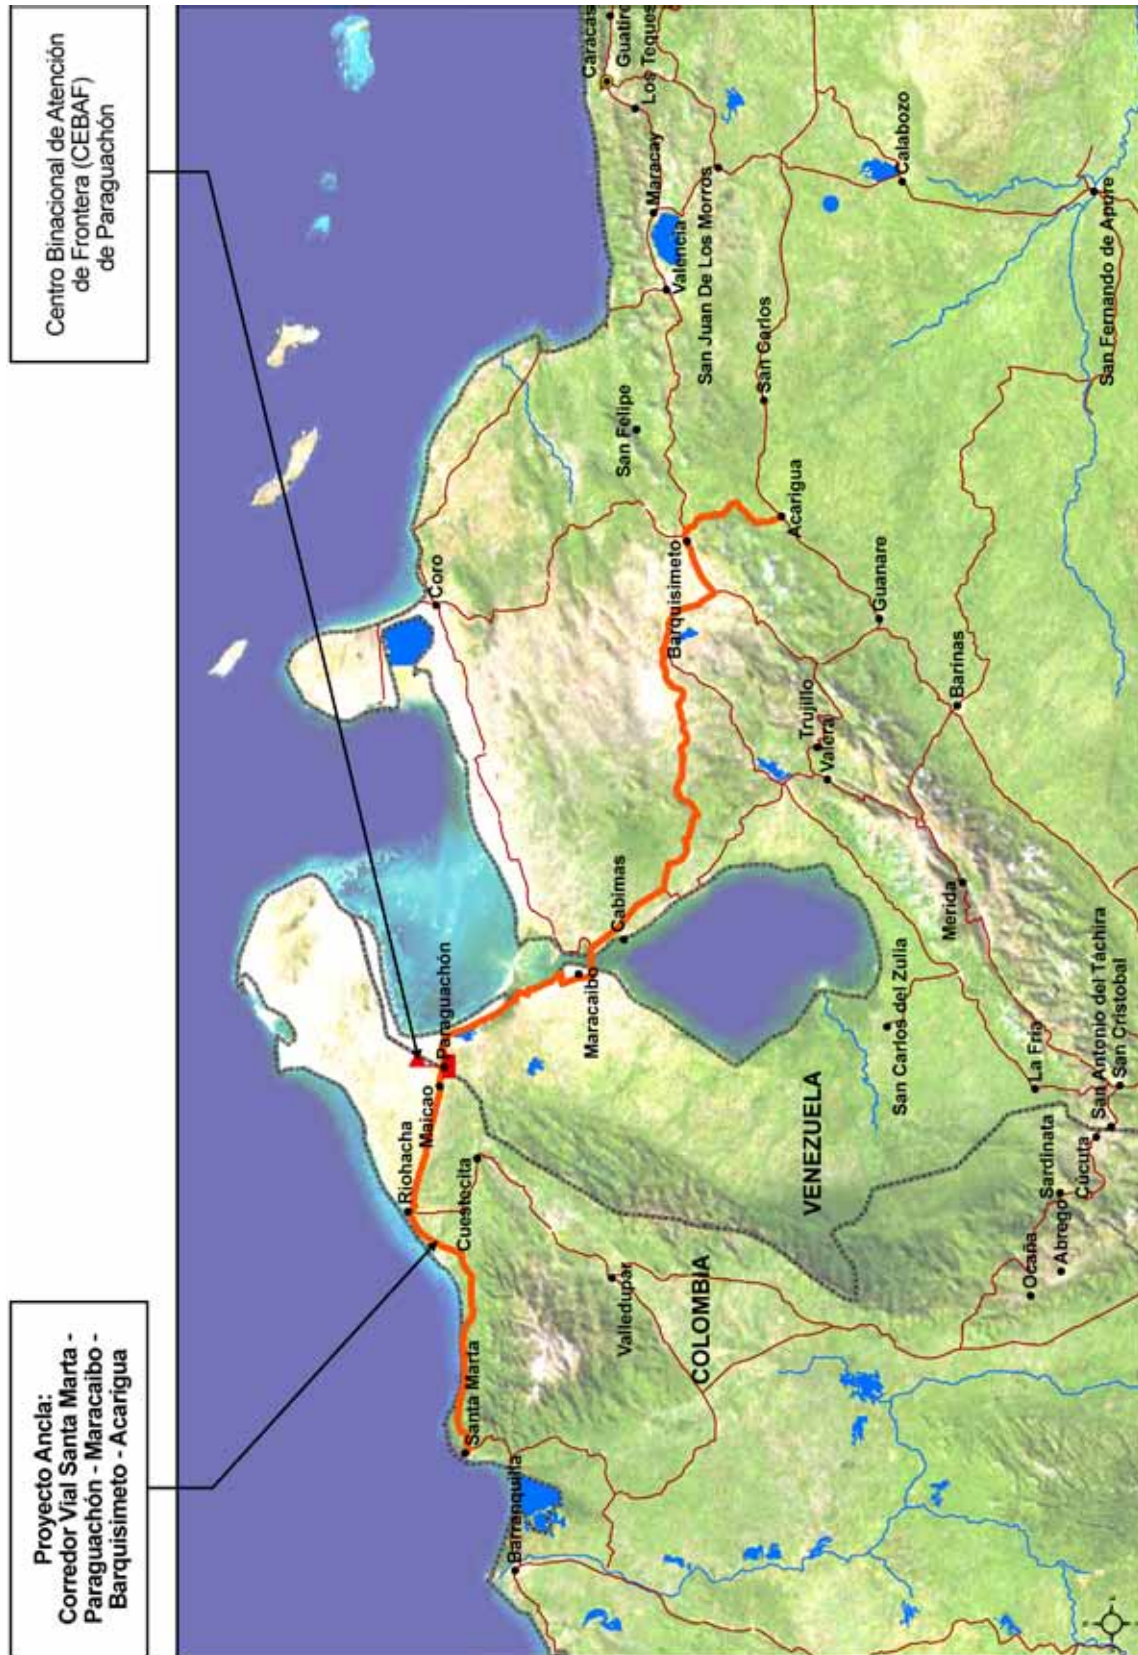 Proyecto Ancla:
Corredor Vial Santa Marta -
Paraguachón - Maracaibo -
Barquisimeto - Acarigua
Centro Binacional de Atención
de Frontera (CEBAF)
de Paraguachón
Barranquilla
Santa Marta
Riohacha
Maicao
Paraguachón
Cuestecita
Valledupar
COLOMBIA
VENEZUELA
Maracaibo
Cabimas
Coro
Barquisimeto
San Felipe
Valencia
Maracay
Caracas
Guatire
Los Teques
San Juan De Los Morros
San Carlos
Calabozo
Acarigua
Guanare
Trujillo
Valera
Barinas
Merida
San Carlos del Zulia
La Fria
San Antonio del Táchira
San Cristobal
Ocaña
Abrego
Sardinata
Cúcuta
San Fernando de Apure